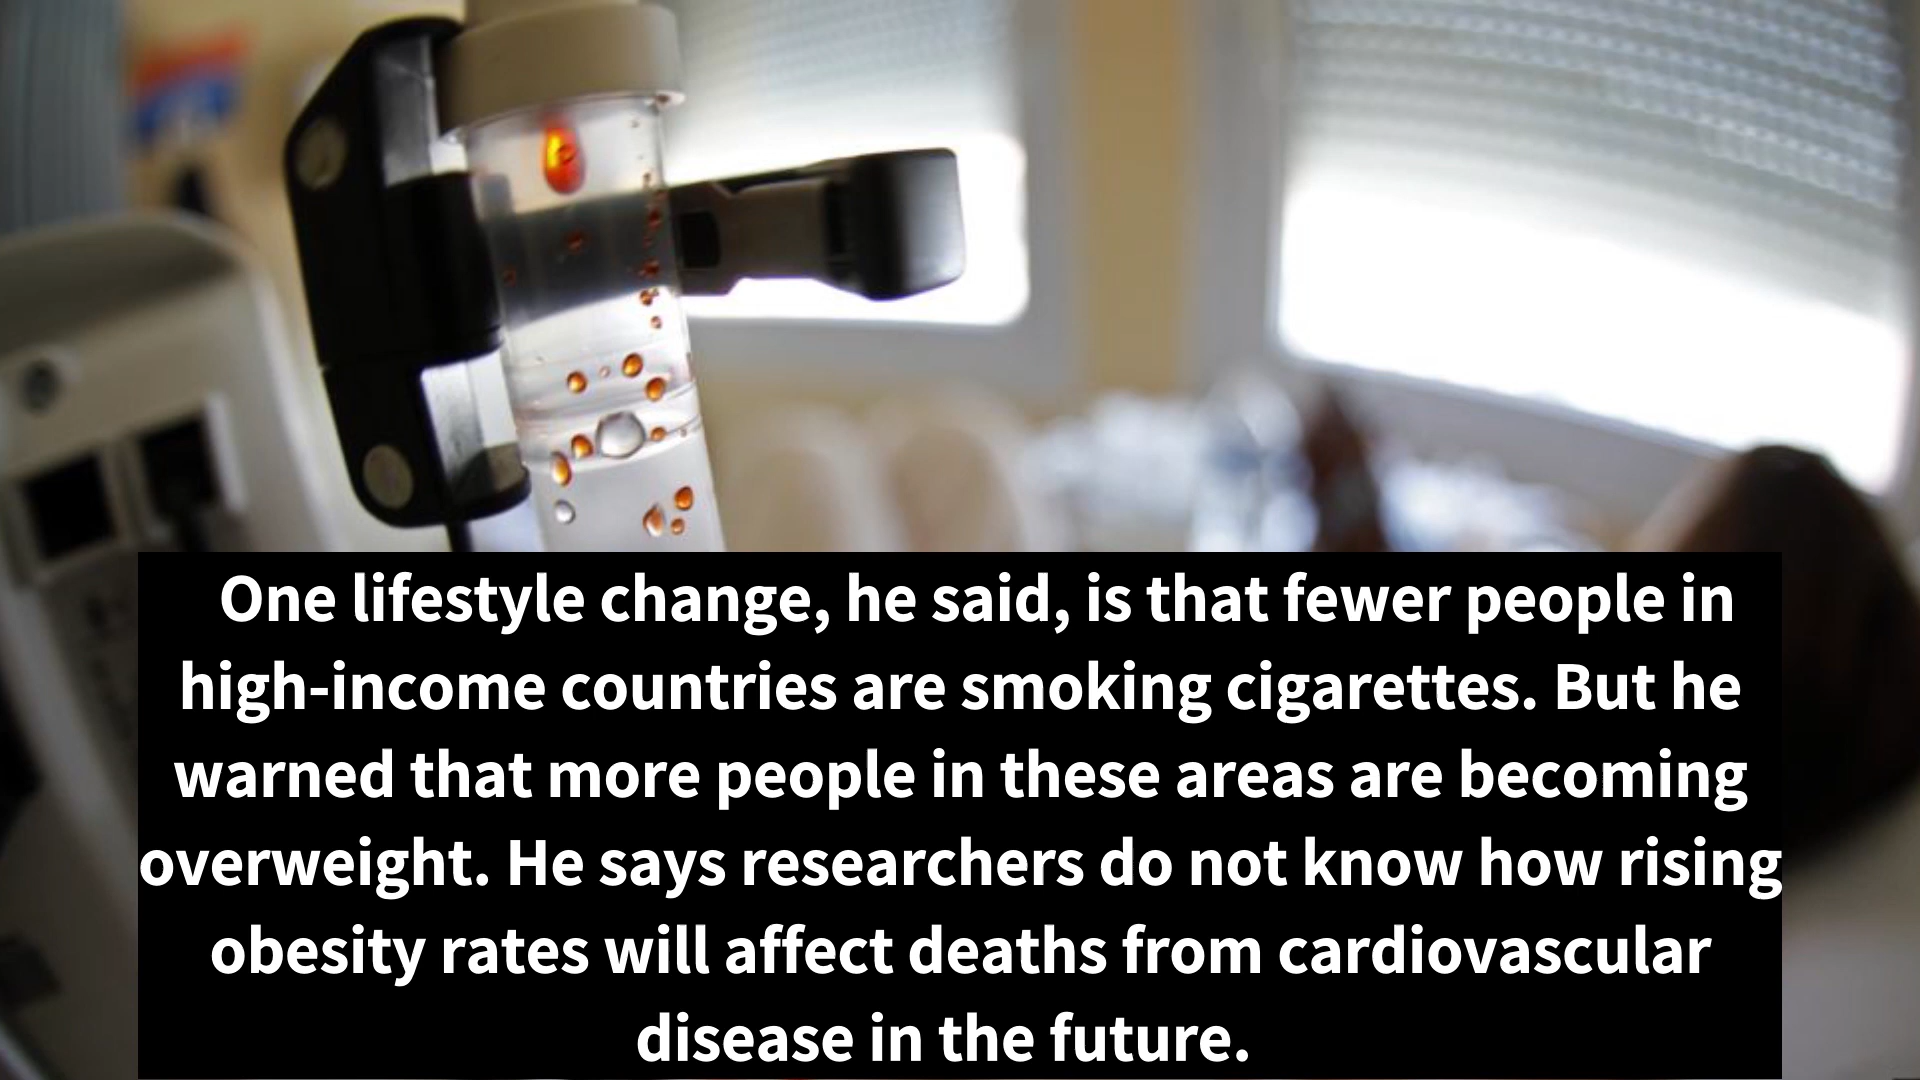 One lifestyle change, he said, is that fewer people in
high-income countries are smoking cigarettes. But he
warned that more people in these areas are becoming
overweight. He says researchers do not know how rising
obesity rates will affect deaths from cardiovascular
disease in the future.